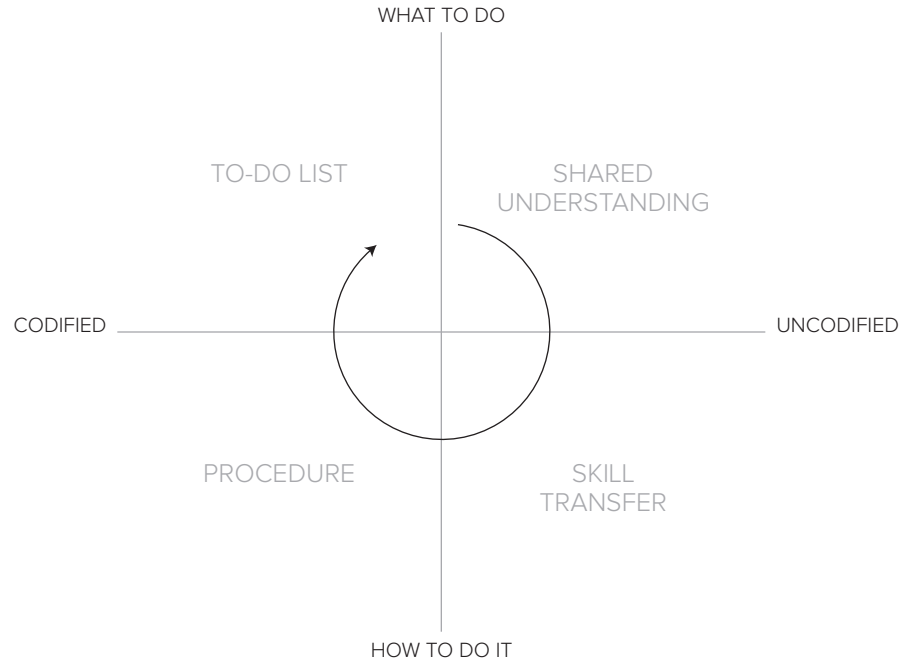 WHAT TO DO
TO-DO LIST
SHARED
UNDERSTANDING
CODIFIED
UNCODIFIED
PROCEDURE
SKILL
TRANSFER
HOW TO DO IT